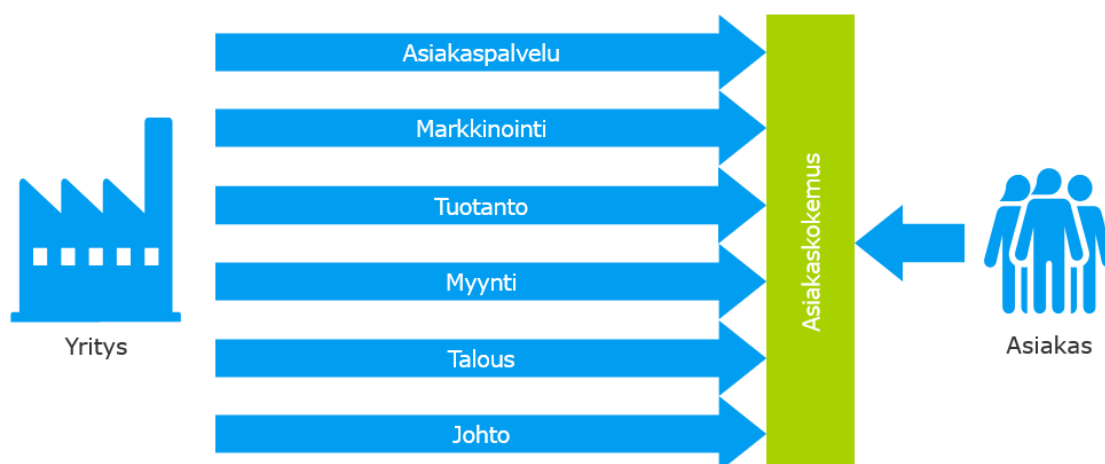 Asiakaspalvelu
Markkinointi
Tuotanto
Myynti
Talous
Johto
Yritys
Asiakaskokemus
Asiakas